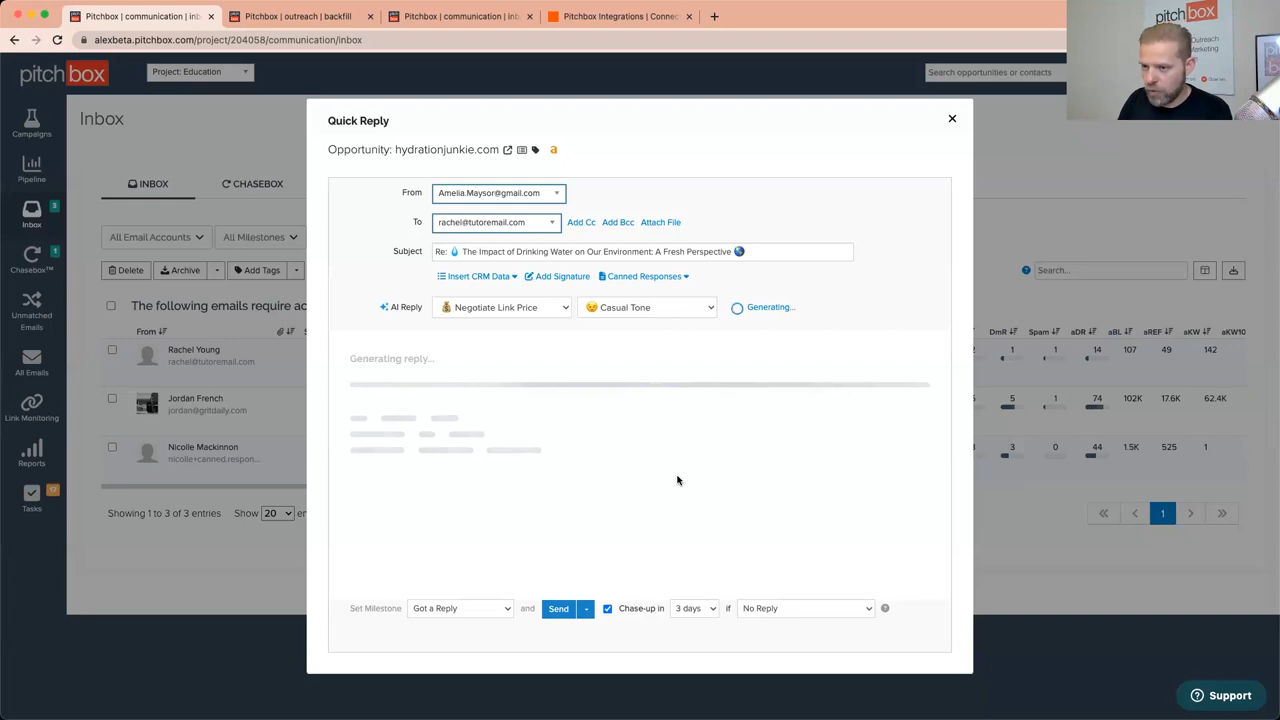 Pitchbox | communication | inb
Pitchbox | outreach | backfill
Pitchbox | communication | inb
Pitchbox Integrations | Connec
alexbeta.pitchbox.com/project/204058/communication/inbox
pitchbox
Project: Education
Search opportunities or contacts
pitchbox
Outreach
Marketing
Campaigns
Pipeline
Inbox
3
Chasebox™
1
Unmatched
Emails
All Emails
Link Monitoring
Reports
Tasks
Inbox
INBOX
CHASEBOX
All Email Accounts
All Milestones
Delete
Archive
Add Tags
Search...
The following emails require ac
From
DmR
Spam
aDR
aBL
aREF
aKW
aKW10
Rachel Young
rachel@tutoremail.com
1
1
14
107
49
142
Jordan French
jordan@gritdaily.com
5
1
74
102K
17.6K
62.4K
Nicolle Mackinnon
nicolle+canned.respon...
3
0
44
1.5K
525
1
Showing 1 to 3 of 3 entries
Show
20
en
1
Quick Reply
Opportunity: hydrationjunkie.com
a
From
Amelia.Maysor@gmail.com
To
rachel@tutoremail.com
Add Cc
Add Bcc
Attach File
Subject
Re: 💧 The Impact of Drinking Water on Our Environment: A Fresh Perspective 🌏
Insert CRM Data
Add Signature
Canned Responses
AI Reply
💰 Negotiate Link Price
😉 Casual Tone
Generating...
Generating reply...
Set Milestone
Got a Reply
and
Send
Chase-up in
3 days
if
No Reply
Support